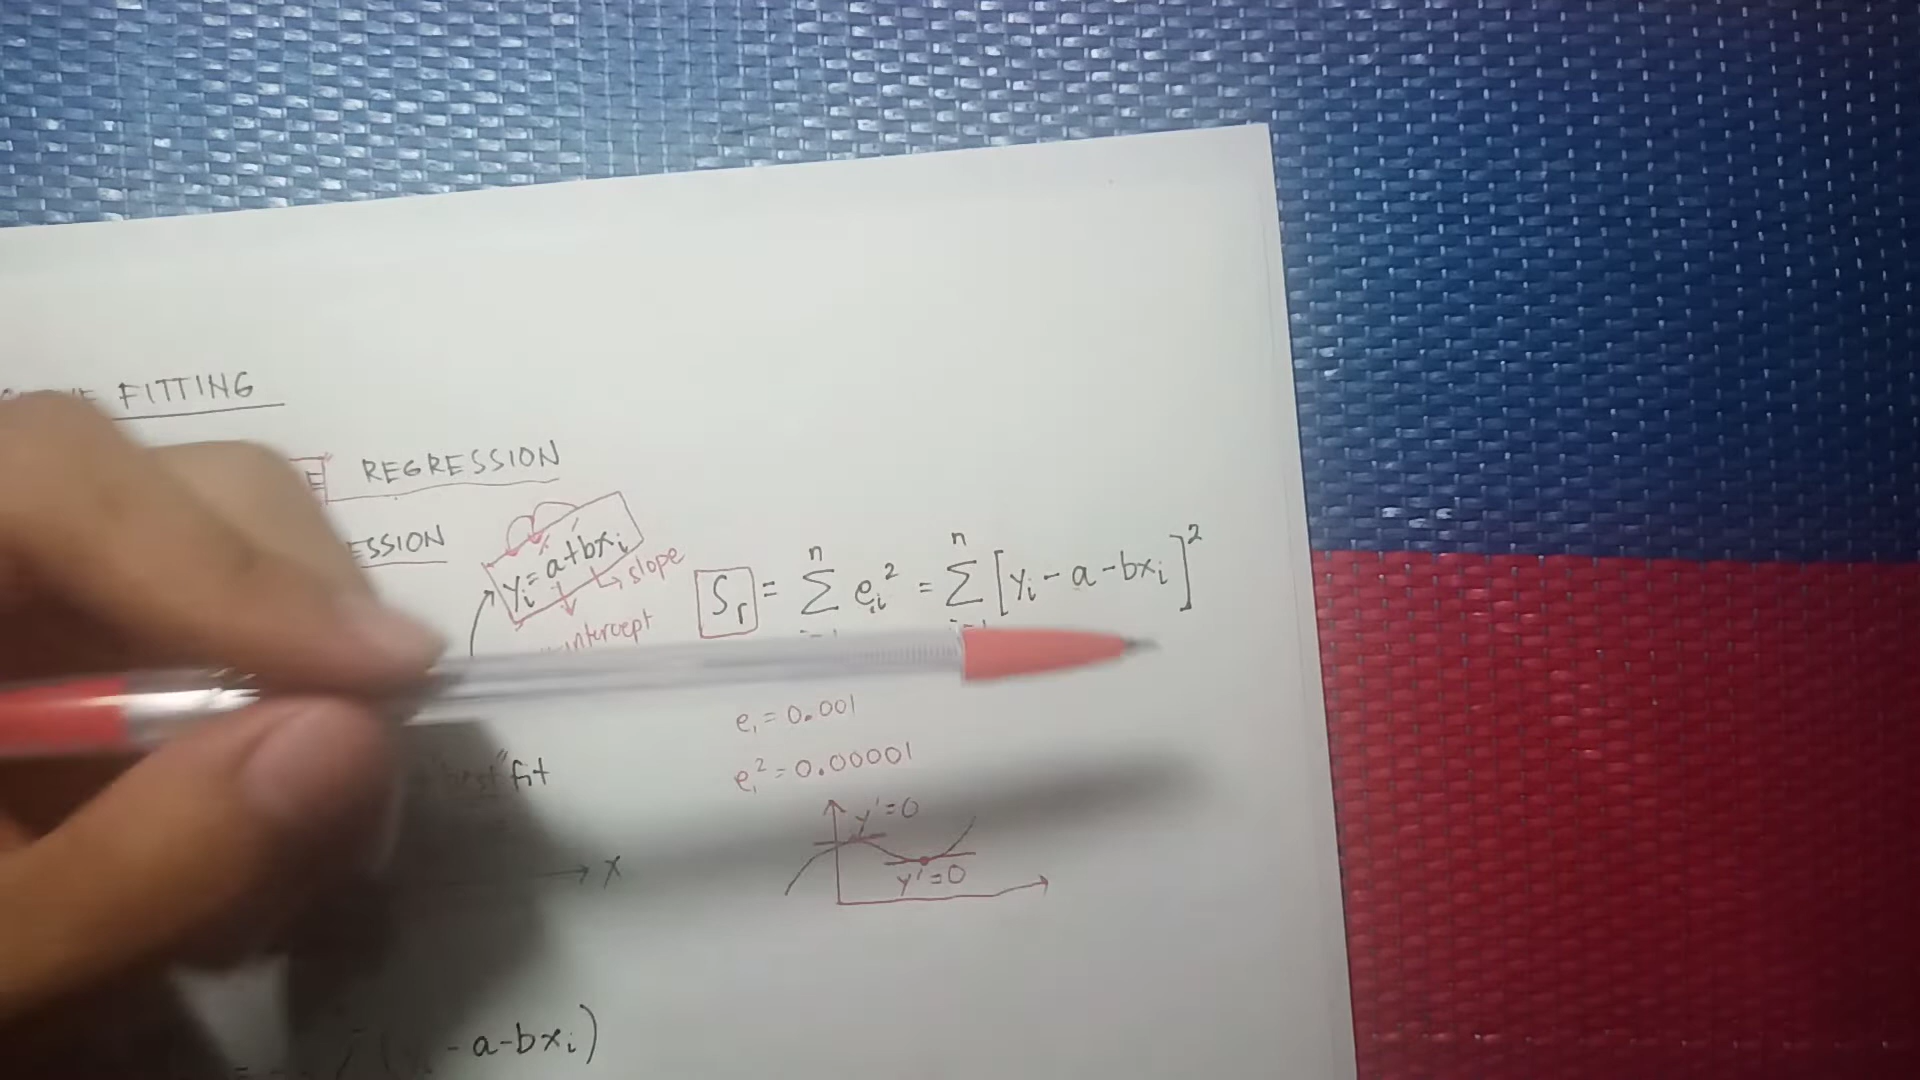 FITTING
REGRESSION
ESSION
yᵢ = a+bxᵢ
slope
intercept
Sᵣ = ∑ⁿ eᵢ² = ∑ⁿ [yᵢ - a - bxᵢ]²
e₁ = 0.001
e₁² = 0.00001
"best" fit
y'=0
y'=0
x
- a-bxᵢ)